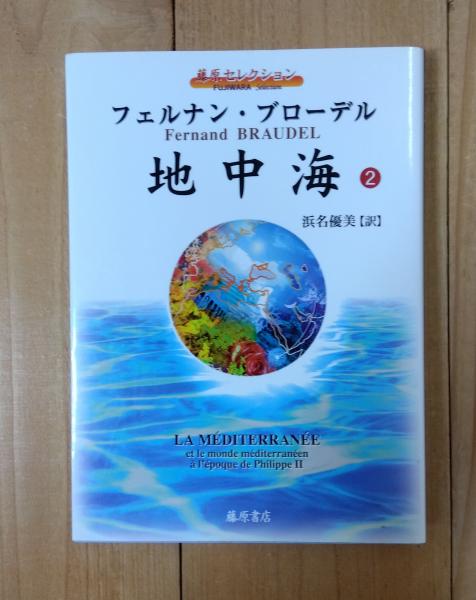 藤原セレクション
FUJIWARA Selection
フェルナン・ブローデル
Fernand BRAUDEL
地中海 2
浜名優美【訳】
LA MÉDITERRANÉE
et le monde méditerranéen
à l'époque de Philippe II
藤原書店